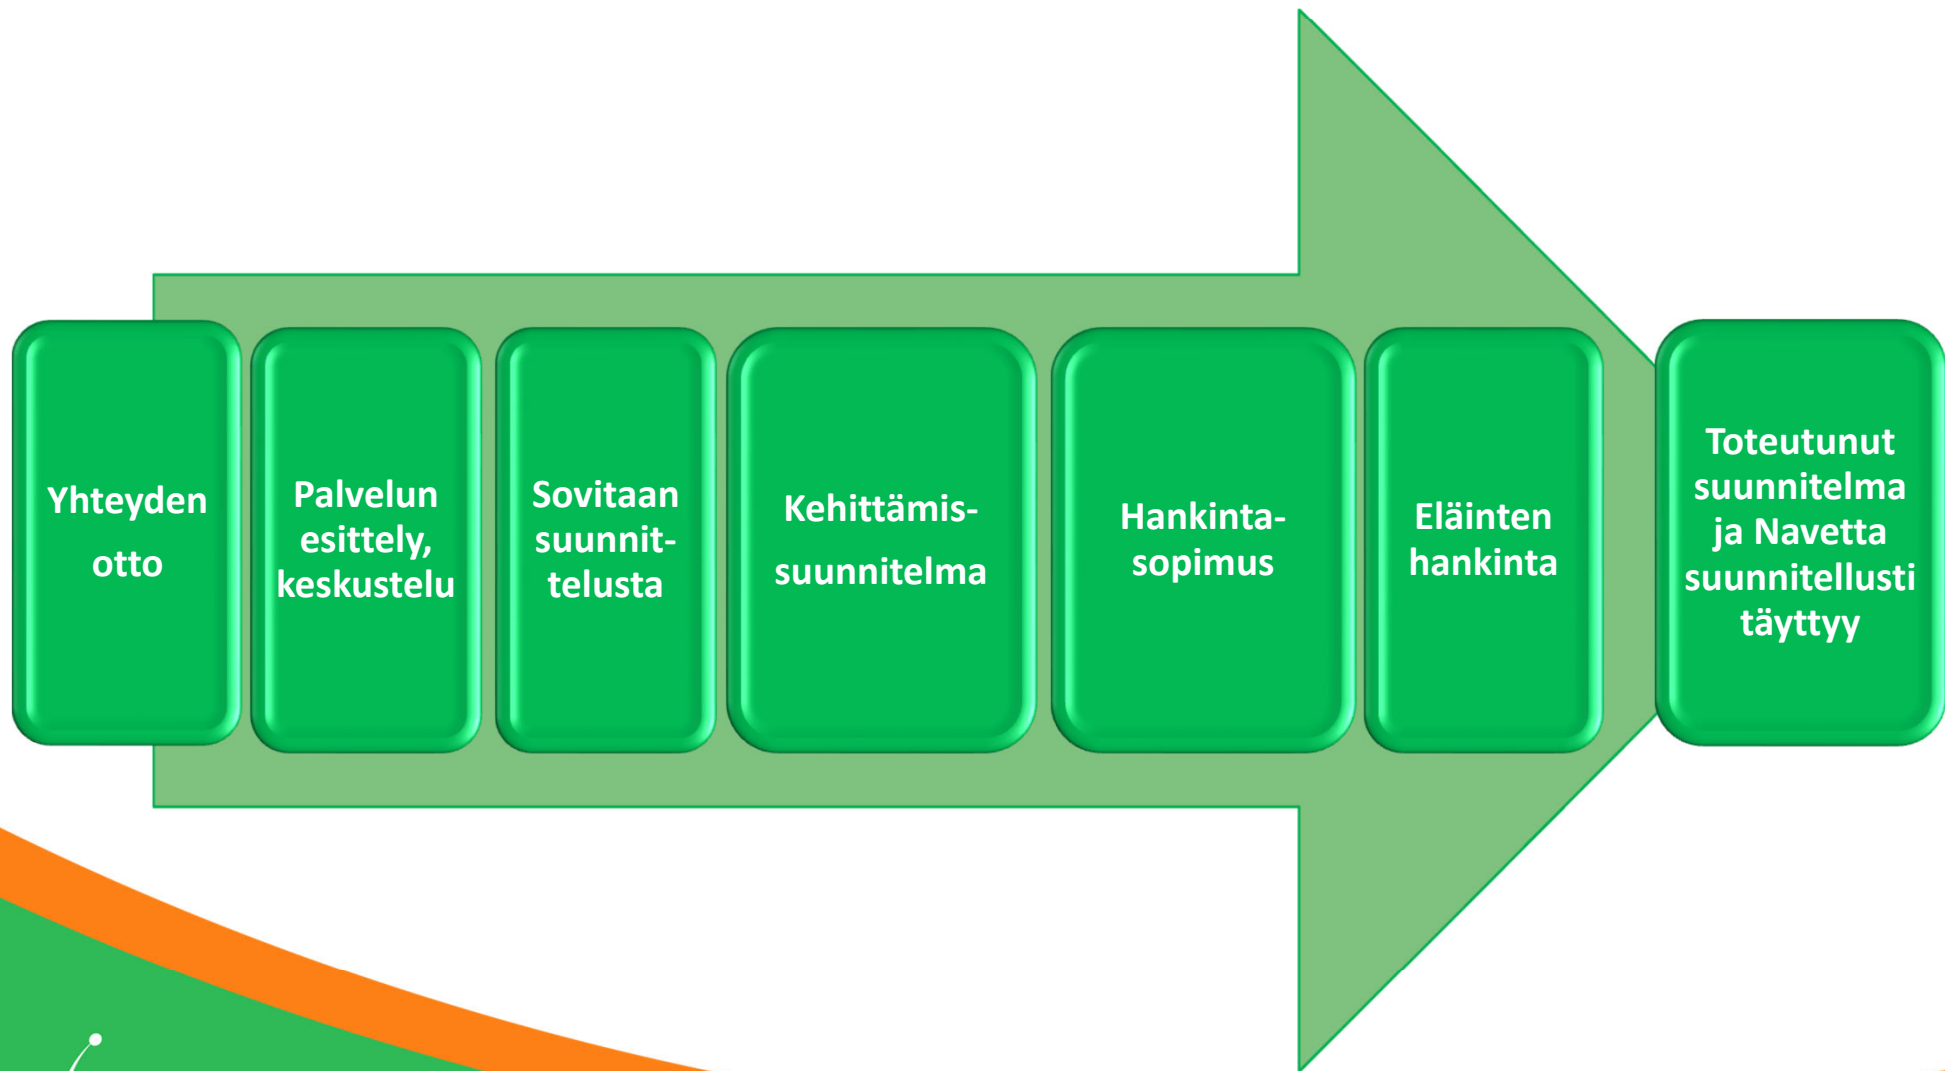 Yhteyden
otto
Palvelun
esittely,
keskustelu
Sovitaan
suunnit-
telusta
Kehittämis-
suunnitelma
Hankinta-
sopimus
Eläinten
hankinta
Toteutunut
suunnitelma
ja Navetta
suunnitellusti
täyttyy